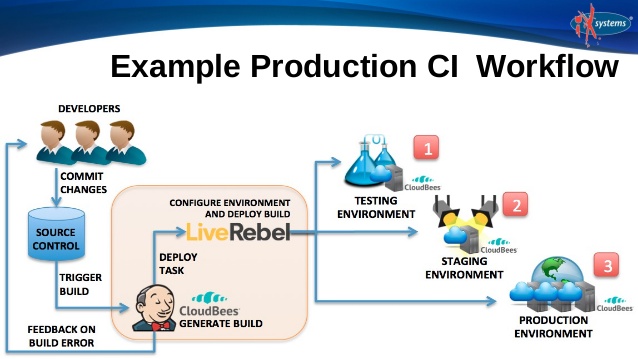 systems
Example Production CI Workflow
DEVELOPERS
COMMIT
CHANGES
SOURCE
CONTROL
TRIGGER
BUILD
FEEDBACK ON
BUILD ERROR
CONFIGURE ENVIRONMENT
AND DEPLOY BUILD
LiveRebel
DEPLOY
TASK
CloudBees
GENERATE BUILD
1
CloudBees
TESTING
ENVIRONMENT
2
CloudBees
STAGING
ENVIRONMENT
3
CloudBees
PRODUCTION
ENVIRONMENT